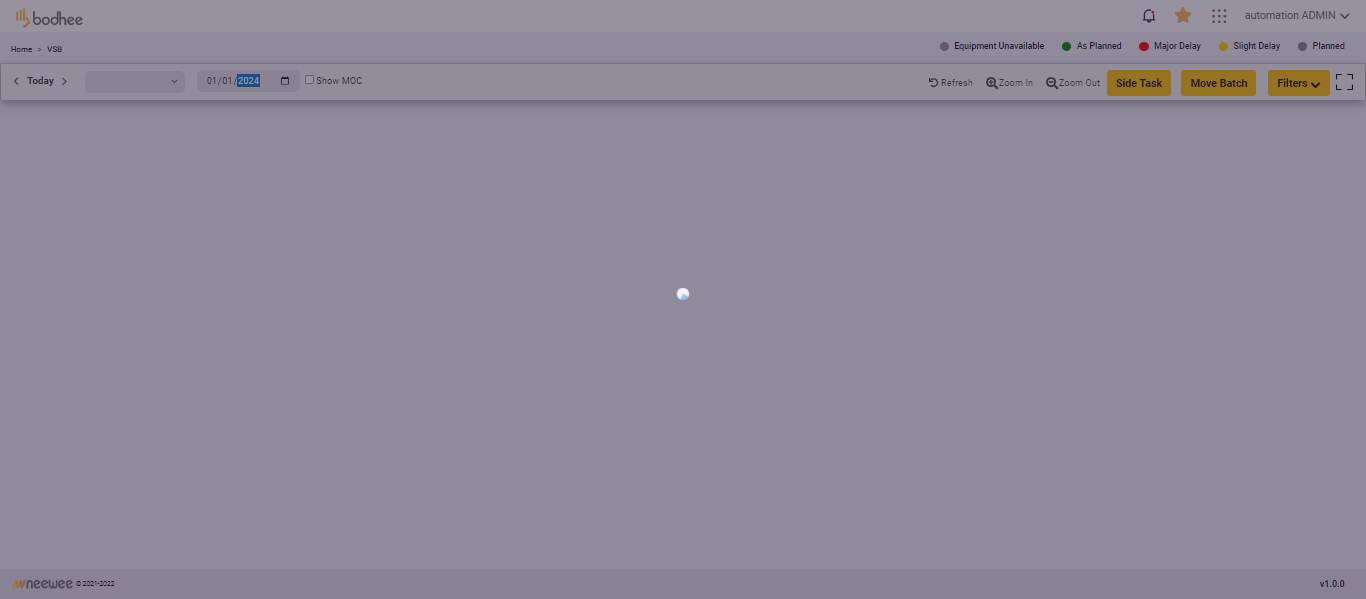 bodhee
automation ADMIN
Home > VSB
Equipment Unavailable As Planned Major Delay Slight Delay Planned
Today 01/01/2024 Show MOC Refresh Zoom In Zoom Out Side Task Move Batch Filters
neewee © 2021-2022
v1.0.0